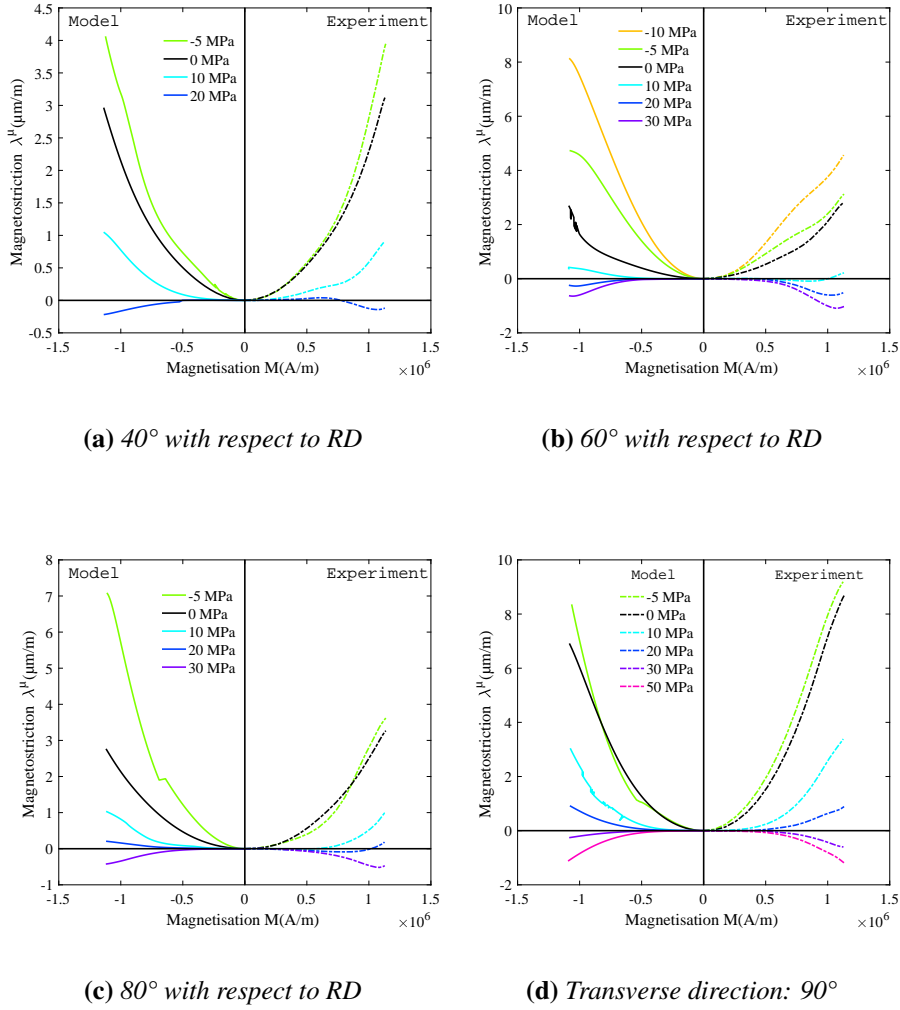 Model
Experiment
-5 MPa
0 MPa
10 MPa
20 MPa
4.5
4
3.5
3
2.5
2
1.5
1
0.5
0
-0.5
-1.5
-1
-0.5
0
0.5
1
1.5
Magnetostriction λ^μ (μm/m)
Magnetisation M(A/m)
×10^6
(a) 40° with respect to RD
Model
Experiment
-10 MPa
-5 MPa
0 MPa
10 MPa
20 MPa
30 MPa
10
8
6
4
2
0
-2
-1.5
-1
-0.5
0
0.5
1
1.5
Magnetostriction λ^μ (μm/m)
Magnetisation M(A/m)
×10^6
(b) 60° with respect to RD
Model
Experiment
-5 MPa
0 MPa
10 MPa
20 MPa
30 MPa
8
7
6
5
4
3
2
1
0
-1
-1.5
-1
-0.5
0
0.5
1
1.5
Magnetostriction λ^μ (μm/m)
Magnetisation M(A/m)
×10^6
(c) 80° with respect to RD
Model
Experiment
-5 MPa
0 MPa
10 MPa
20 MPa
30 MPa
50 MPa
10
8
6
4
2
0
-2
-1.5
-1
-0.5
0
0.5
1
1.5
Magnetostriction λ^μ (μm/m)
Magnetisation M(A/m)
×10^6
(d) Transverse direction: 90°